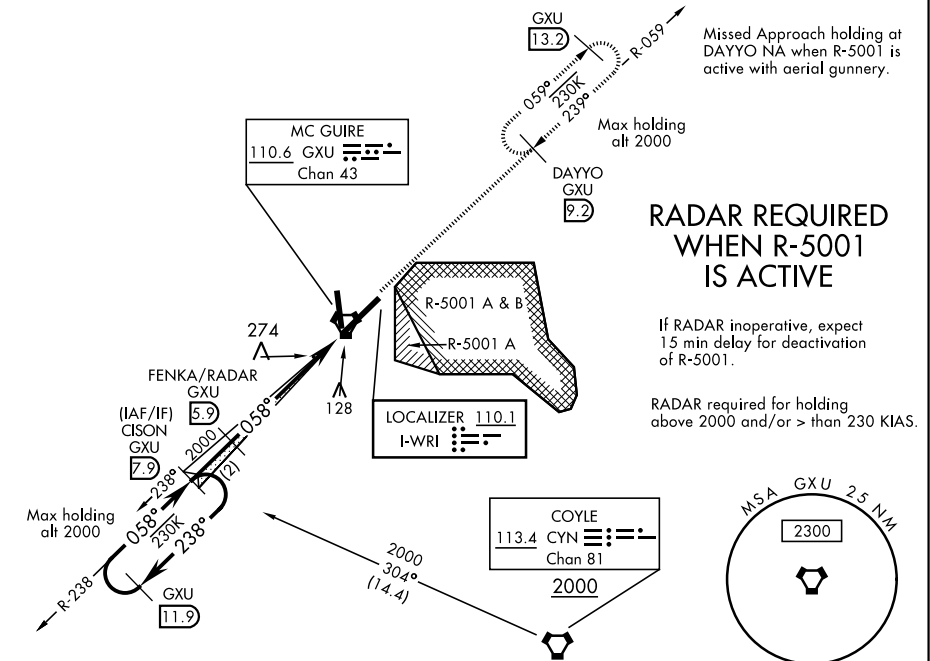 GXU
13.2
R-059
Missed Approach holding at
DAYYO NA when R-5001 is
active with aerial gunnery.
059°
230K
239°
Max holding
alt 2000
MC GUIRE
110.6 GXU
Chan 43
DAYYO
GXU
9.2
RADAR REQUIRED
WHEN R-5001
IS ACTIVE
R-5001 A & B
R-5001 A
If RADAR inoperative, expect
15 min delay for deactivation
of R-5001.
274
128
FENKA/RADAR
GXU
5.9
058°
(IAF/IF)
CISON
GXU
7.9
2000
(2)
238°
LOCALIZER 110.1
I-WRI
RADAR required for holding
above 2000 and/or > than 230 KIAS.
Max holding
alt 2000
058°
230K
238°
R-238
GXU
11.9
2000
304°
(14.4)
COYLE
113.4 CYN
Chan 81
2000
MSA GXU 25 NM
2300